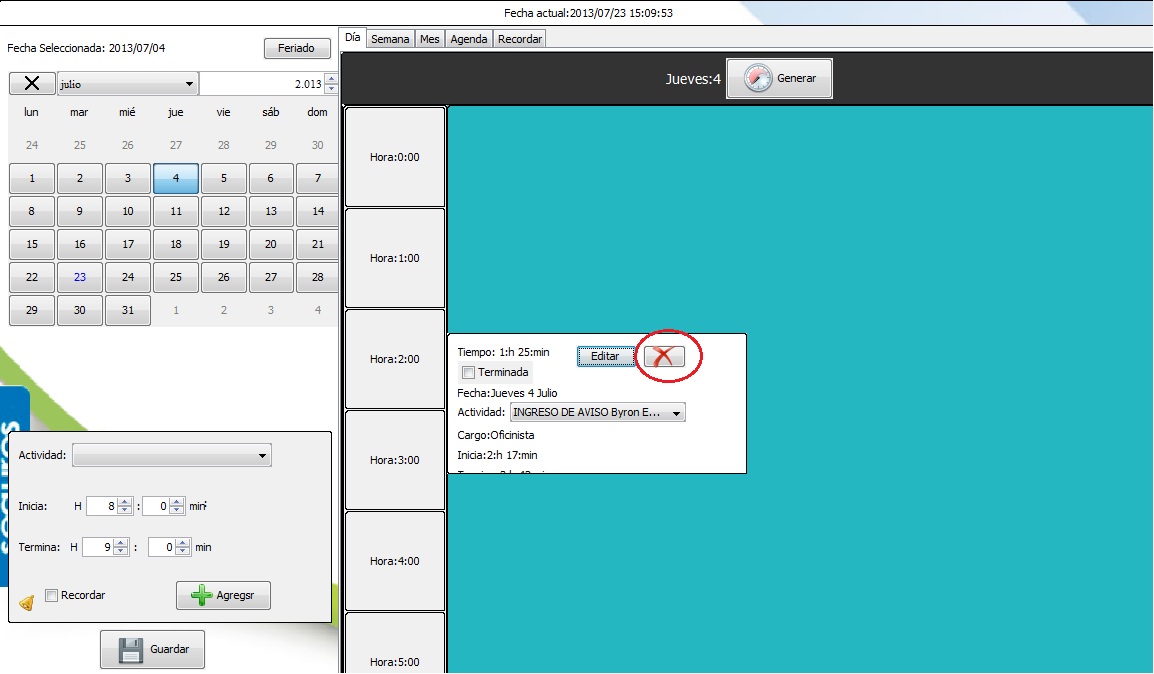 Fecha actual:2013/07/23 15:09:53
Fecha Seleccionada: 2013/07/04
Feriado
julio
2.013
lun mar mié jue vie sáb dom
24 25 26 27 28 29 30
1 2 3 4 5 6 7
8 9 10 11 12 13 14
15 16 17 18 19 20 21
22 23 24 25 26 27 28
29 30 31 1 2 3 4
Actividad:
Inicia: H 8 : 0 min
Termina: H 9 : 0 min
Recordar
Agregsr
Guardar
Día Semana Mes Agenda Recordar
Jueves:4
Generar
Hora:0:00
Hora:1:00
Hora:2:00
Hora:3:00
Hora:4:00
Hora:5:00
Tiempo: 1:h 25:min
Editar
Terminada
Fecha:Jueves 4 Julio
Actividad: INGRESO DE AVISO Byron E...
Cargo:Oficinista
Inicia:2:h 17:min